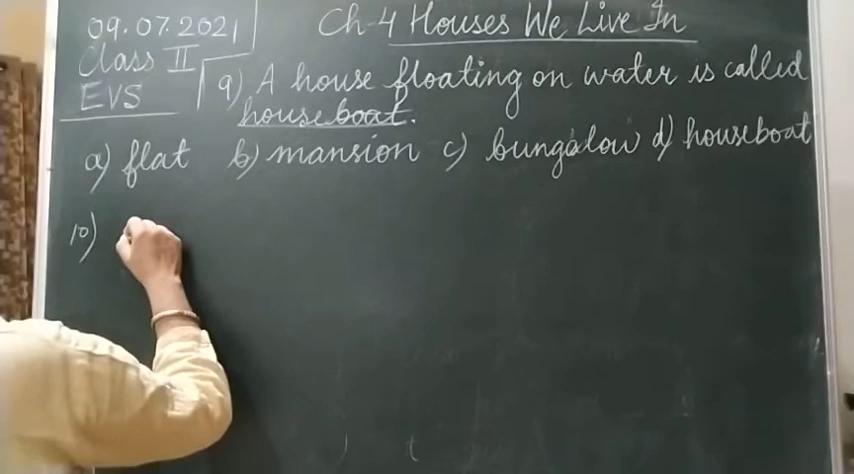 09.07.2021
Ch-4 Houses We Live In
Class II
EVS
9) A house floating on water is called
houseboat.
a) flat b) mansion c) bungalow d) houseboat
10)